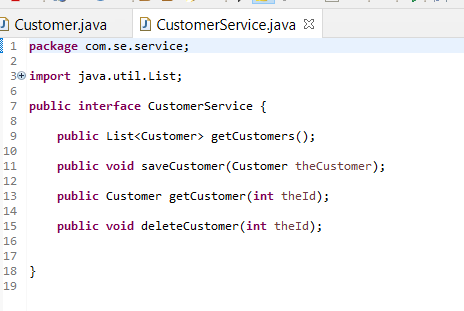 Customer.java CustomerService.java
1 package com.se.service;
2
3 import java.util.List;
6
7 public interface CustomerService {
8
9 public List<Customer> getCustomers();
10
11 public void saveCustomer(Customer theCustomer);
12
13 public Customer getCustomer(int theId);
14
15 public void deleteCustomer(int theId);
16
17
18 }
19